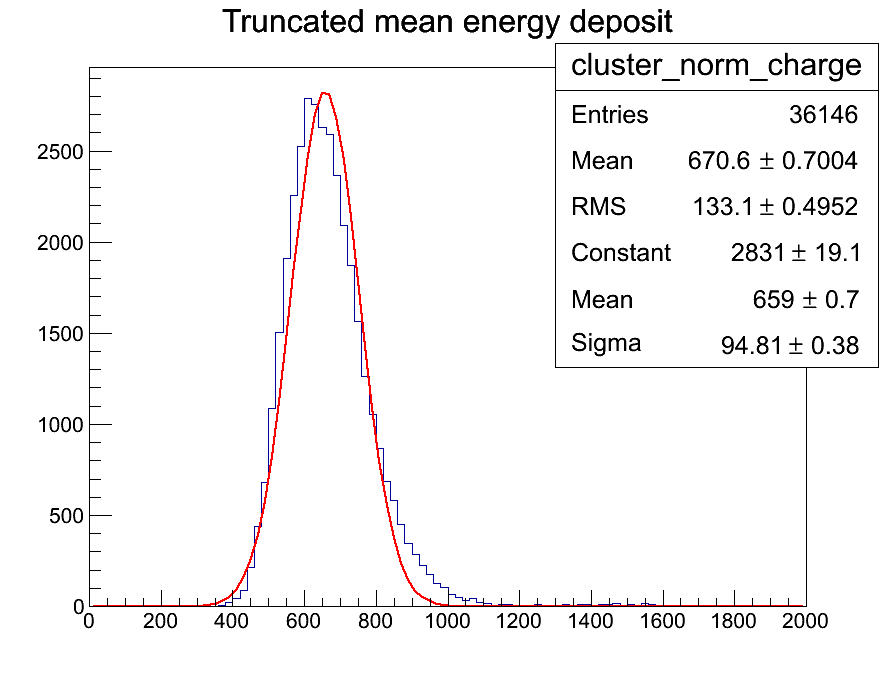 Truncated mean energy deposit
cluster_norm_charge
Entries 36146
Mean 670.6 ± 0.7004
RMS 133.1 ± 0.4952
Constant 2831 ± 19.1
Mean 659 ± 0.7
Sigma 94.81 ± 0.38
2500
2000
1500
1000
500
0
0 200 400 600 800 1000 1200 1400 1600 1800 2000